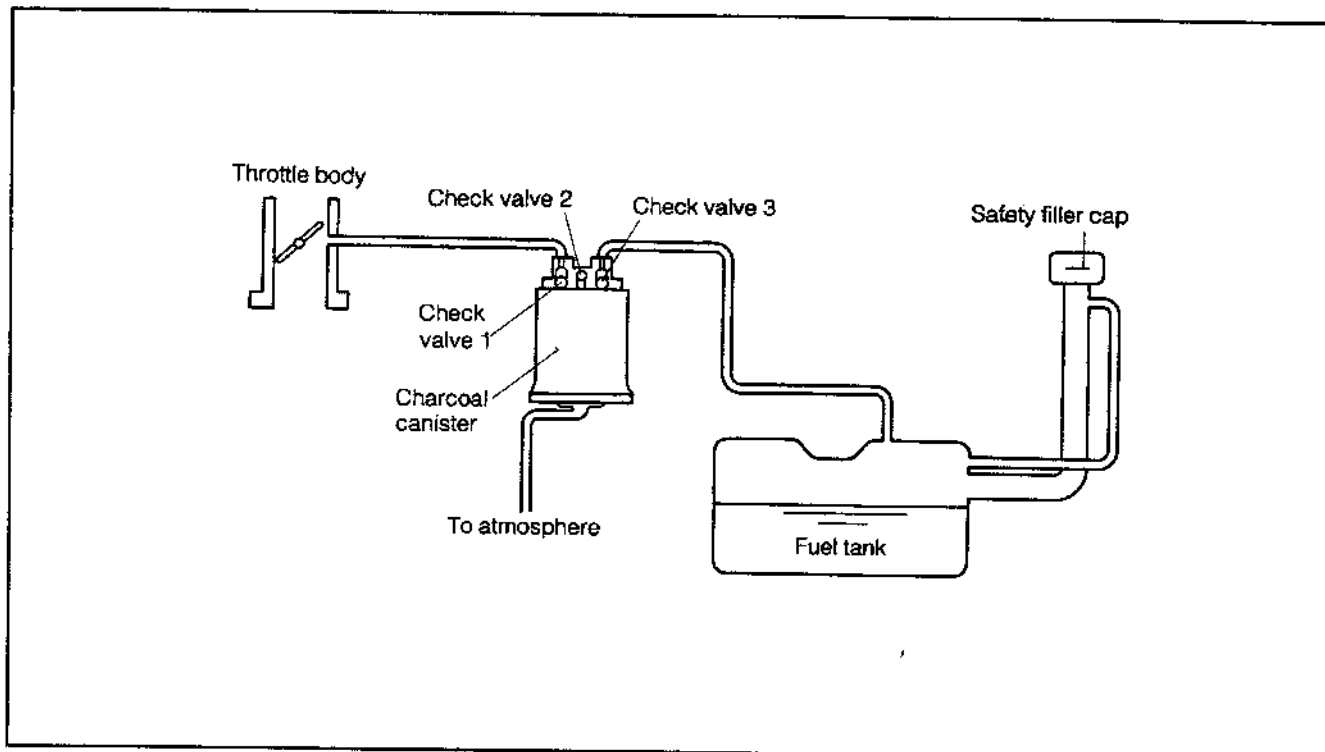 Throttle body
Check valve 2
Check valve 3
Safety filler cap
Check
valve 1
Charcoal
canister
To atmosphere
Fuel tank